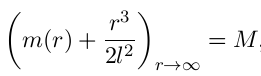 $$\left( m(r) + \frac{r^3}{2l^2} \right)_{r \to \infty} = M,$$